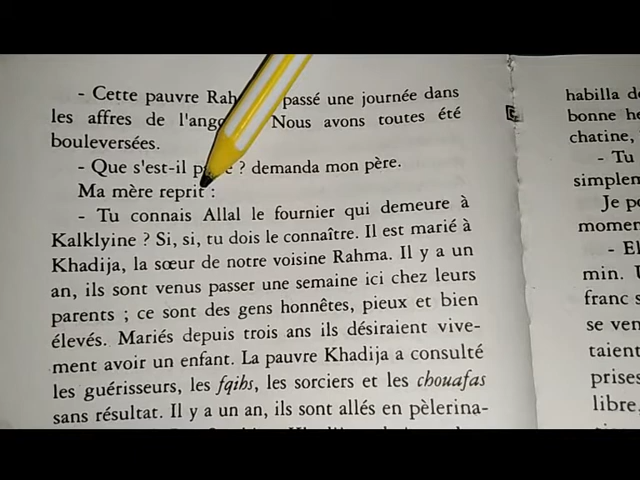 - Cette pauvre passé une journée dans
les affres de Nous avons toutes été
bouleversées.
- Que s'est-il ? demanda mon père.
Ma mère reprit :
- Tu connais Allal le fournier qui demeure à
Kalklyine ? Si, si, tu dois le connaître. Il est marié à
Khadija, la sœur de notre voisine Rahma. Il y a un
an, ils sont venus passer une semaine ici chez leurs
parents ; ce sont des gens honnêtes, pieux et bien
élevés. Mariés depuis trois ans ils désiraient vive-
ment avoir un enfant. La pauvre Khadija a consulté
les guérisseurs, les fqihs, les sorciers et les chouafas
sans résultat. Il y a un an, ils sont allés en pèlerina-
habilla
bonne
chatine,
- Tu
simplem
Je
momen
- El
min.
franc
se ven
taient
prises
libre,